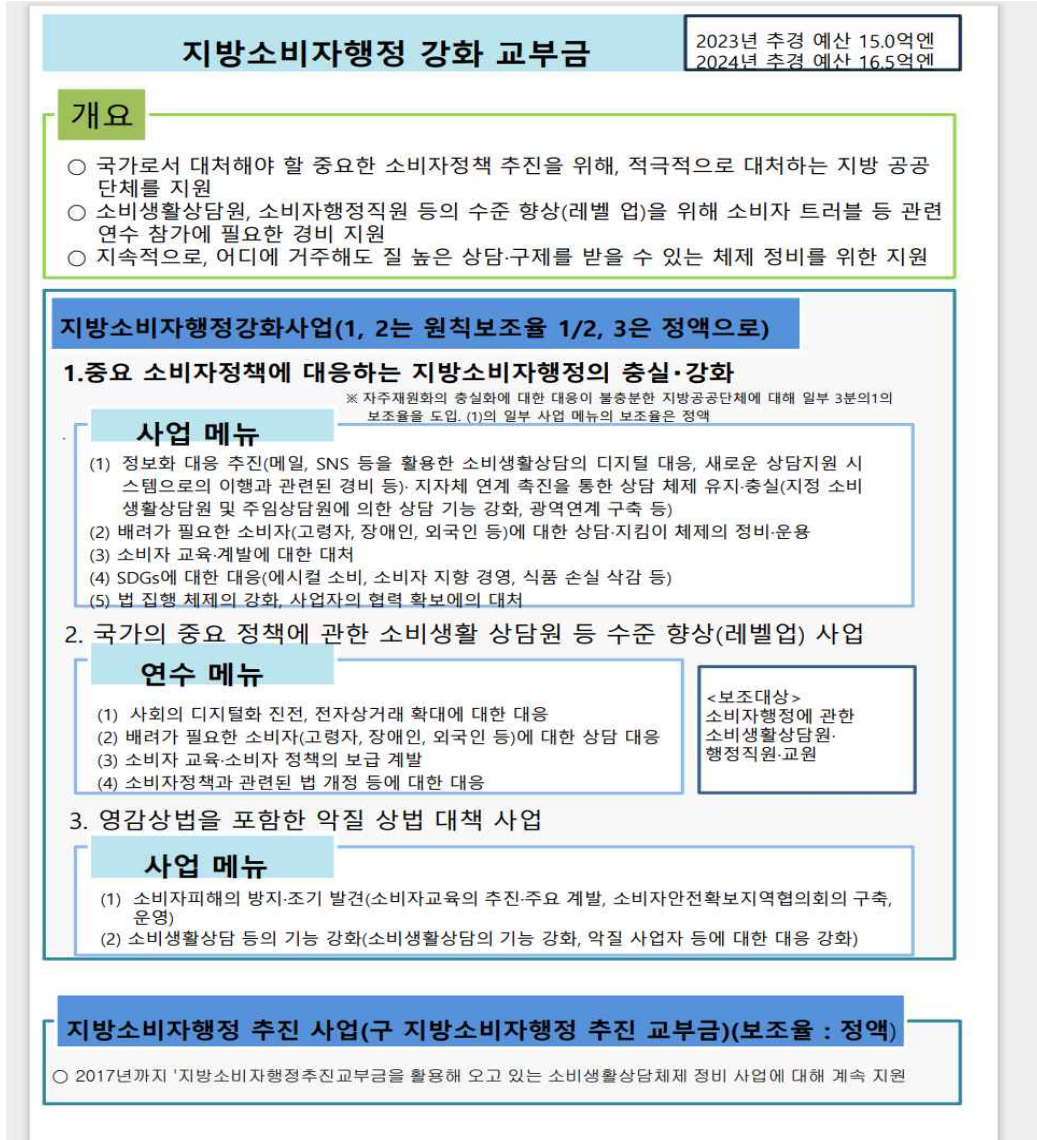 지방소비자행정 강화 교부금
2023년 추경 예산 15.0억엔
2024년 추경 예산 16.5억엔
개요
○ 국가로서 대처해야 할 중요한 소비자정책 추진을 위해, 적극적으로 대처하는 지방 공공
단체를 지원
○ 소비생활상담원, 소비자행정직원 등의 수준 향상(레벨 업)을 위해 소비자 트러블 등 관련
연수 참가에 필요한 경비 지원
○ 지속적으로, 어디에 거주해도 질 높은 상담·구제를 받을 수 있는 체제 정비를 위한 지원
지방소비자행정강화사업(1, 2는 원칙보조율 1/2, 3은 정액으로)
1.중요 소비자정책에 대응하는 지방소비자행정의 충실·강화
※ 자주재원화의 충실화에 대한 대응이 불충분한 지방공공단체에 대해 일부 3분의1의
보조율을 도입. (1)의 일부 사업 메뉴의 보조율은 정액
사업 메뉴
(1) 정보화 대응 추진(메일, SNS 등을 활용한 소비생활상담의 디지털 대응, 새로운 상담지원 시
스템으로의 이행과 관련된 경비 등)· 지자체 연계 촉진을 통한 상담 체제 유지·충실(지정 소비
생활상담원 및 주임상담원에 의한 상담 기능 강화, 광역연계 구축 등)
(2) 배려가 필요한 소비자(고령자, 장애인, 외국인 등)에 대한 상담·지킴이 체제의 정비·운용
(3) 소비자 교육·계발에 대한 대처
(4) SDGs에 대한 대응(에시컬 소비, 소비자 지향 경영, 식품 손실 삭감 등)
(5) 법 집행 체제의 강화, 사업자의 협력 확보에의 대처
2. 국가의 중요 정책에 관한 소비생활 상담원 등 수준 향상(레벨업) 사업
연수 메뉴
(1) 사회의 디지털화 진전, 전자상거래 확대에 대한 대응
(2) 배려가 필요한 소비자(고령자, 장애인, 외국인 등)에 대한 상담 대응
(3) 소비자 교육·소비자 정책의 보급 계발
(4) 소비자정책과 관련된 법 개정 등에 대한 대응
<보조대상>
소비자행정에 관한
소비생활상담원·
행정직원·교원
3. 영감상법을 포함한 악질 상법 대책 사업
사업 메뉴
(1) 소비자피해의 방지·조기 발견(소비자교육의 추진·주요 계발, 소비자안전확보지역협의회의 구축,
운영)
(2) 소비생활상담 등의 기능 강화(소비생활상담의 기능 강화, 악질 사업자 등에 대한 대응 강화)
지방소비자행정 추진 사업(구 지방소비자행정 추진 교부금)(보조율 : 정액)
○ 2017년까지 '지방소비자행정추진교부금을 활용해 오고 있는 소비생활상담체제 정비 사업에 대해 계속 지원